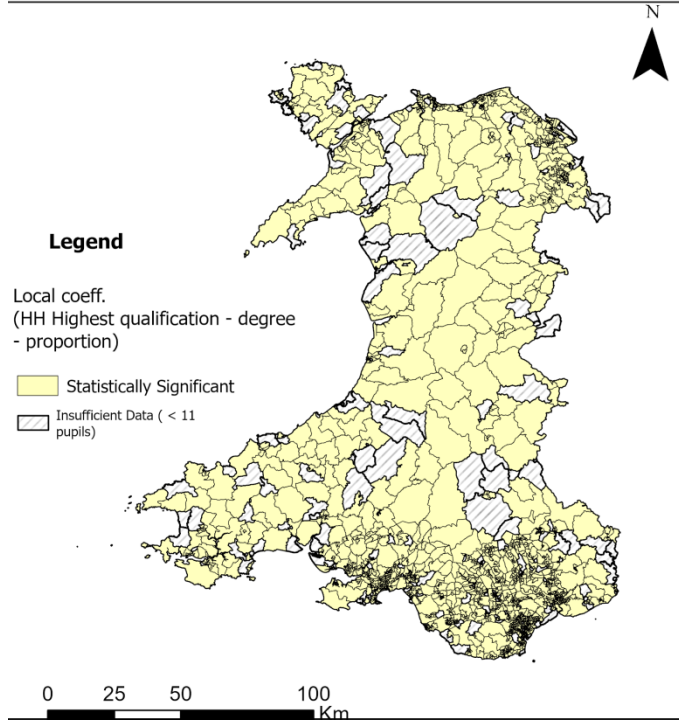 N
Legend
Local coeff.
(HH Highest qualification - degree
- proportion)
Statistically Significant
Insufficient Data ( < 11
pupils)
0 25 50 100
Km